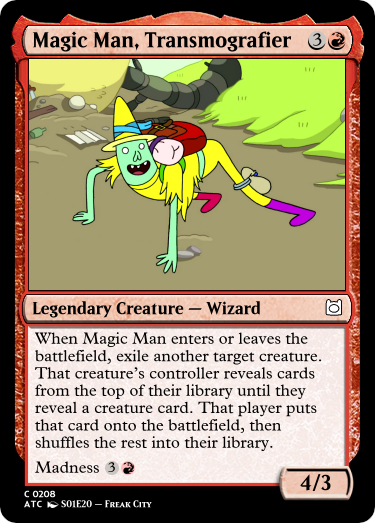 Magic Man, Transmografier 3
Legendary Creature — Wizard
When Magic Man enters or leaves the
battlefield, exile another target creature.
That creature's controller reveals cards
from the top of their library until they
reveal a creature card. That player puts
that card onto the battlefield, then
shuffles the rest into their library.
Madness 3
4/3
C 0208
ATC S01E20 – Freak City